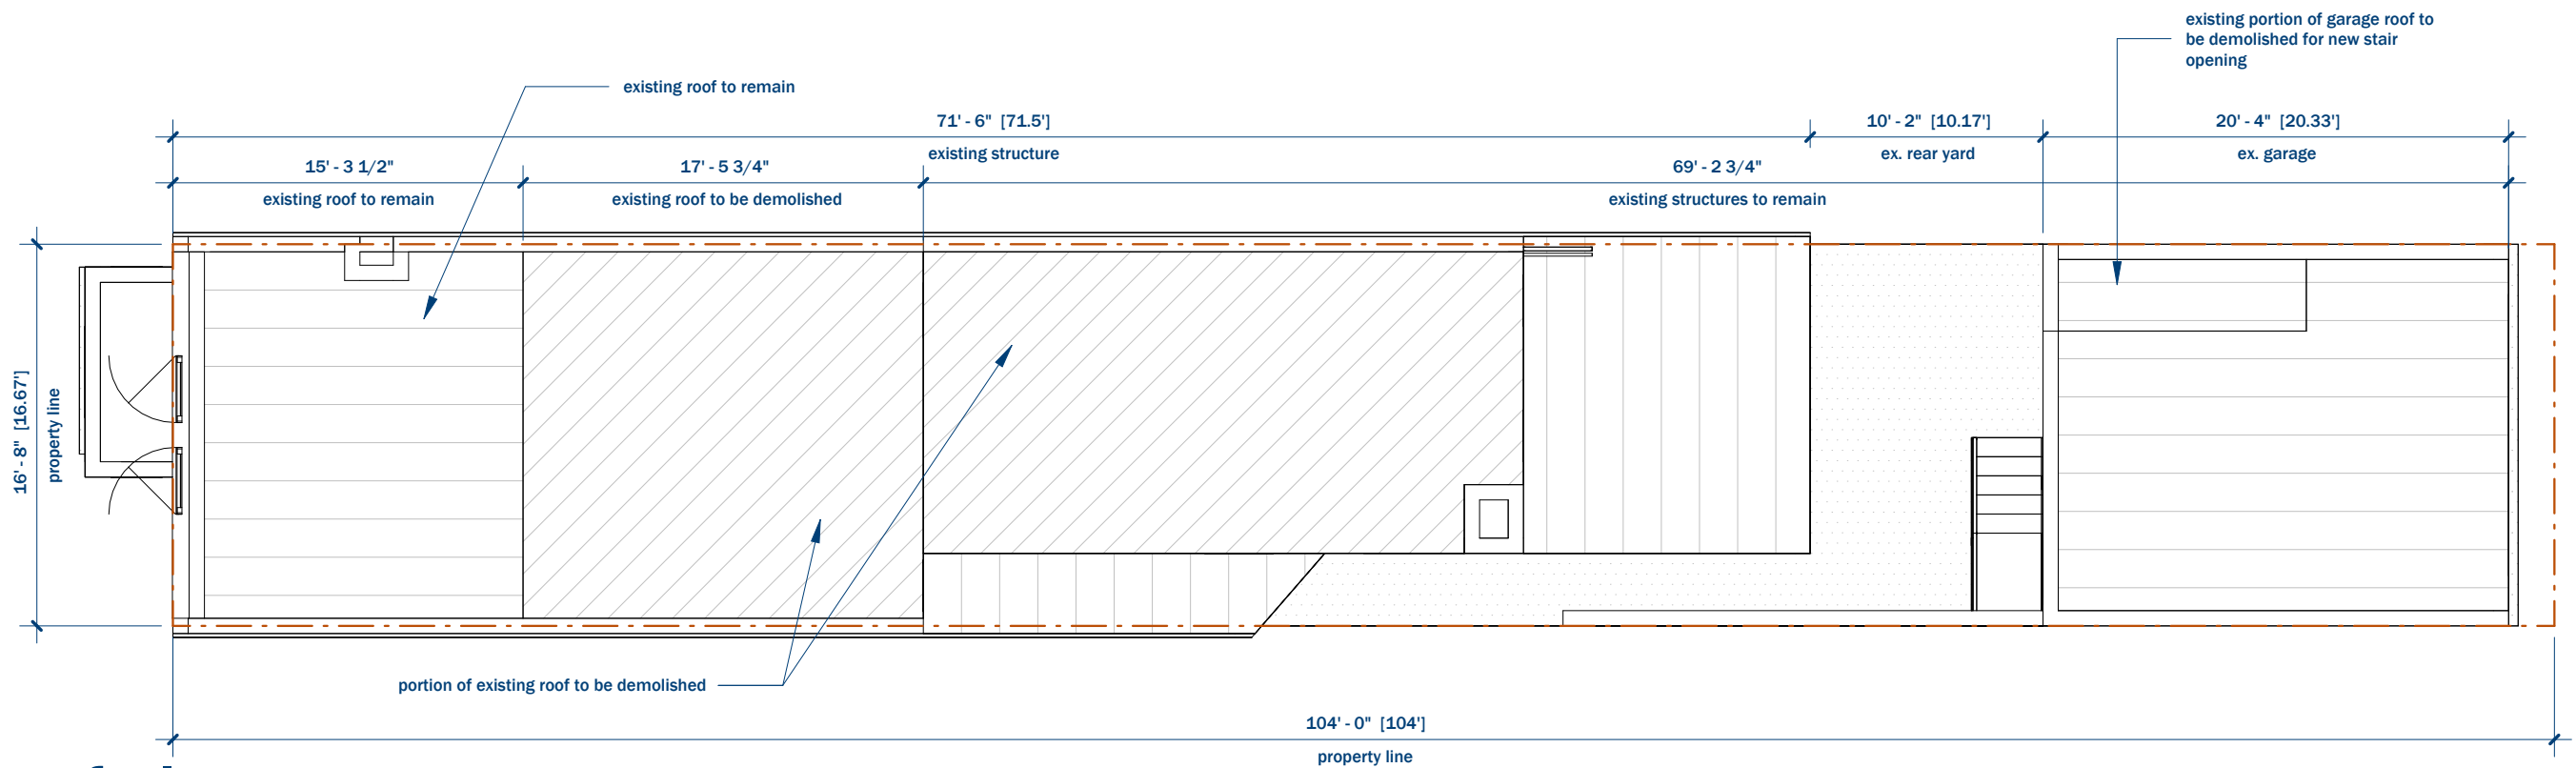 existing portion of garage roof to
be demolished for new stair
opening
existing roof to remain
71' - 6" [71.5']
10' - 2" [10.17']
20' - 4" [20.33']
existing structure
ex. rear yard
ex. garage
15' - 3 1/2"
17' - 5 3/4"
69' - 2 3/4"
existing roof to remain
existing roof to be demolished
existing structures to remain
16' - 8" [16.67']
property line
portion of existing roof to be demolished
104' - 0" [104']
property line